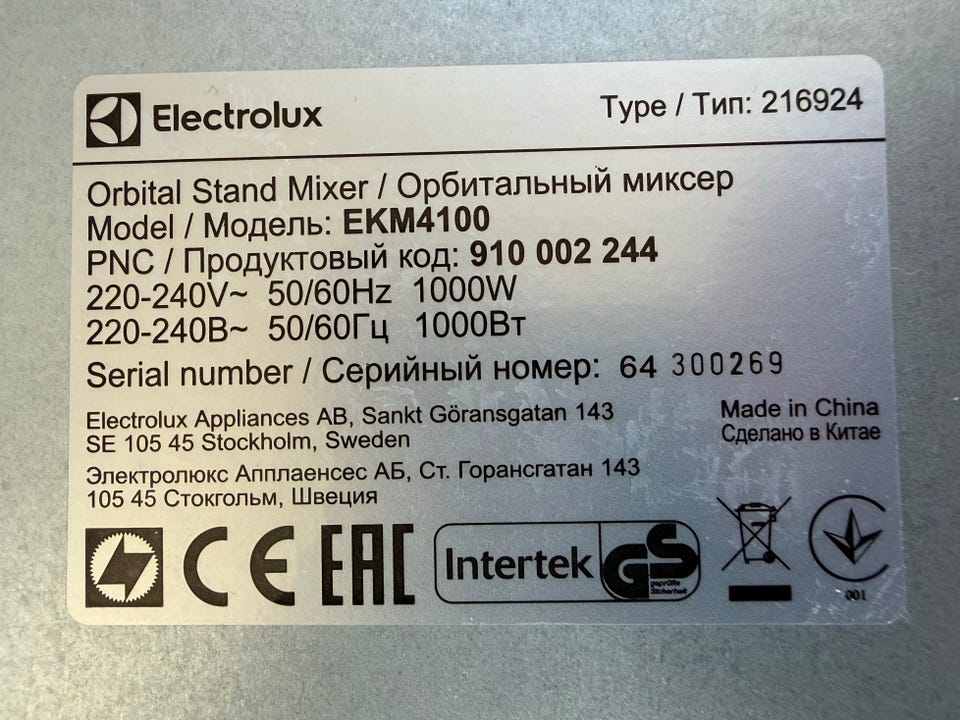 Electrolux
Type / Тип: 216924
Orbital Stand Mixer / Орбитальный миксер
Model / Модель: EKM4100
PNC / Продуктовый код: 910 002 244
220-240V~ 50/60Hz 1000W
220-240В~ 50/60Гц 1000Вт
Serial number / Серийный номер: 64 300269
Electrolux Appliances AB, Sankt Göransgatan 143
SE 105 45 Stockholm, Sweden
Made in China
Сделано в Китае
Электролюкс Апплаенсес АБ, Ст. Горансгатан 143
105 45 Стокгольм, Швеция
CE EAC Intertek GS
geprüfte
Sicherheit
001